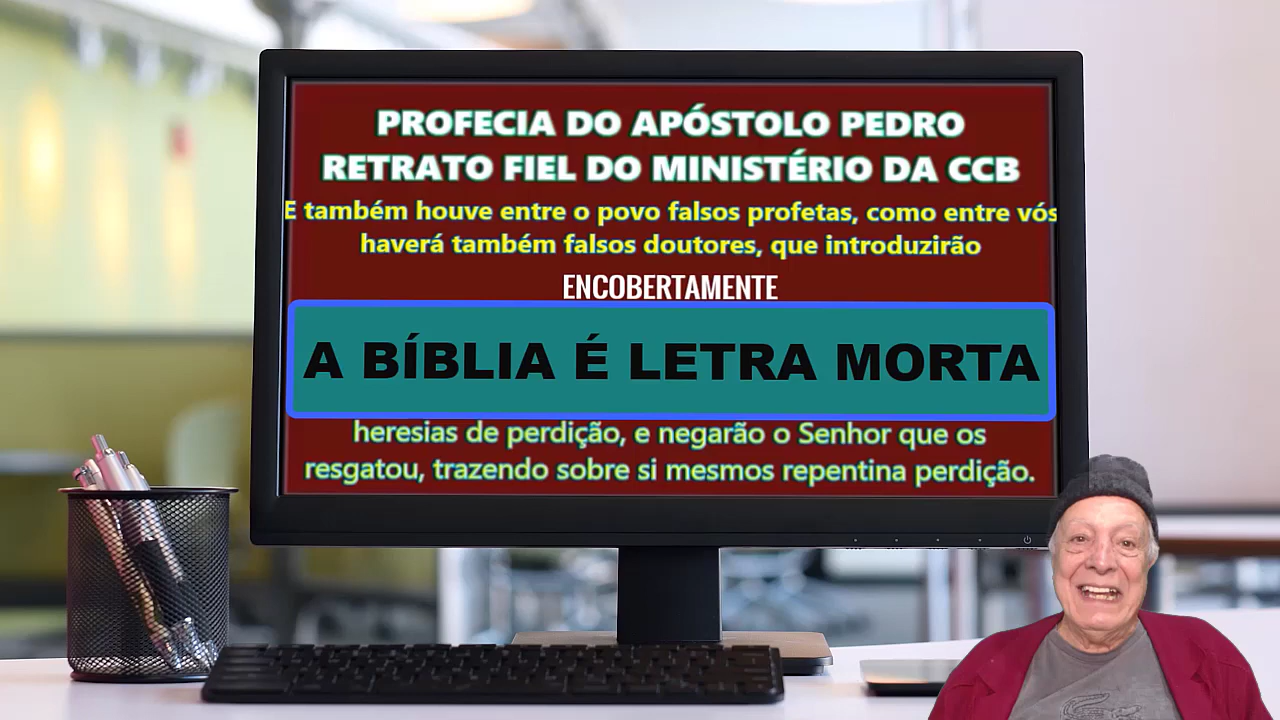 PROFECIA DO APÓSTOLO PEDRO
RETRATO FIEL DO MINISTÉRIO DA CCB
E também houve entre o povo falsos profetas, como entre vós
haverá também falsos doutores, que introduzirão
ENCOBERTAMENTE
A BÍBLIA É LETRA MORTA
heresias de perdição, e negarão o Senhor que os
resgatou, trazendo sobre si mesmos repentina perdição.